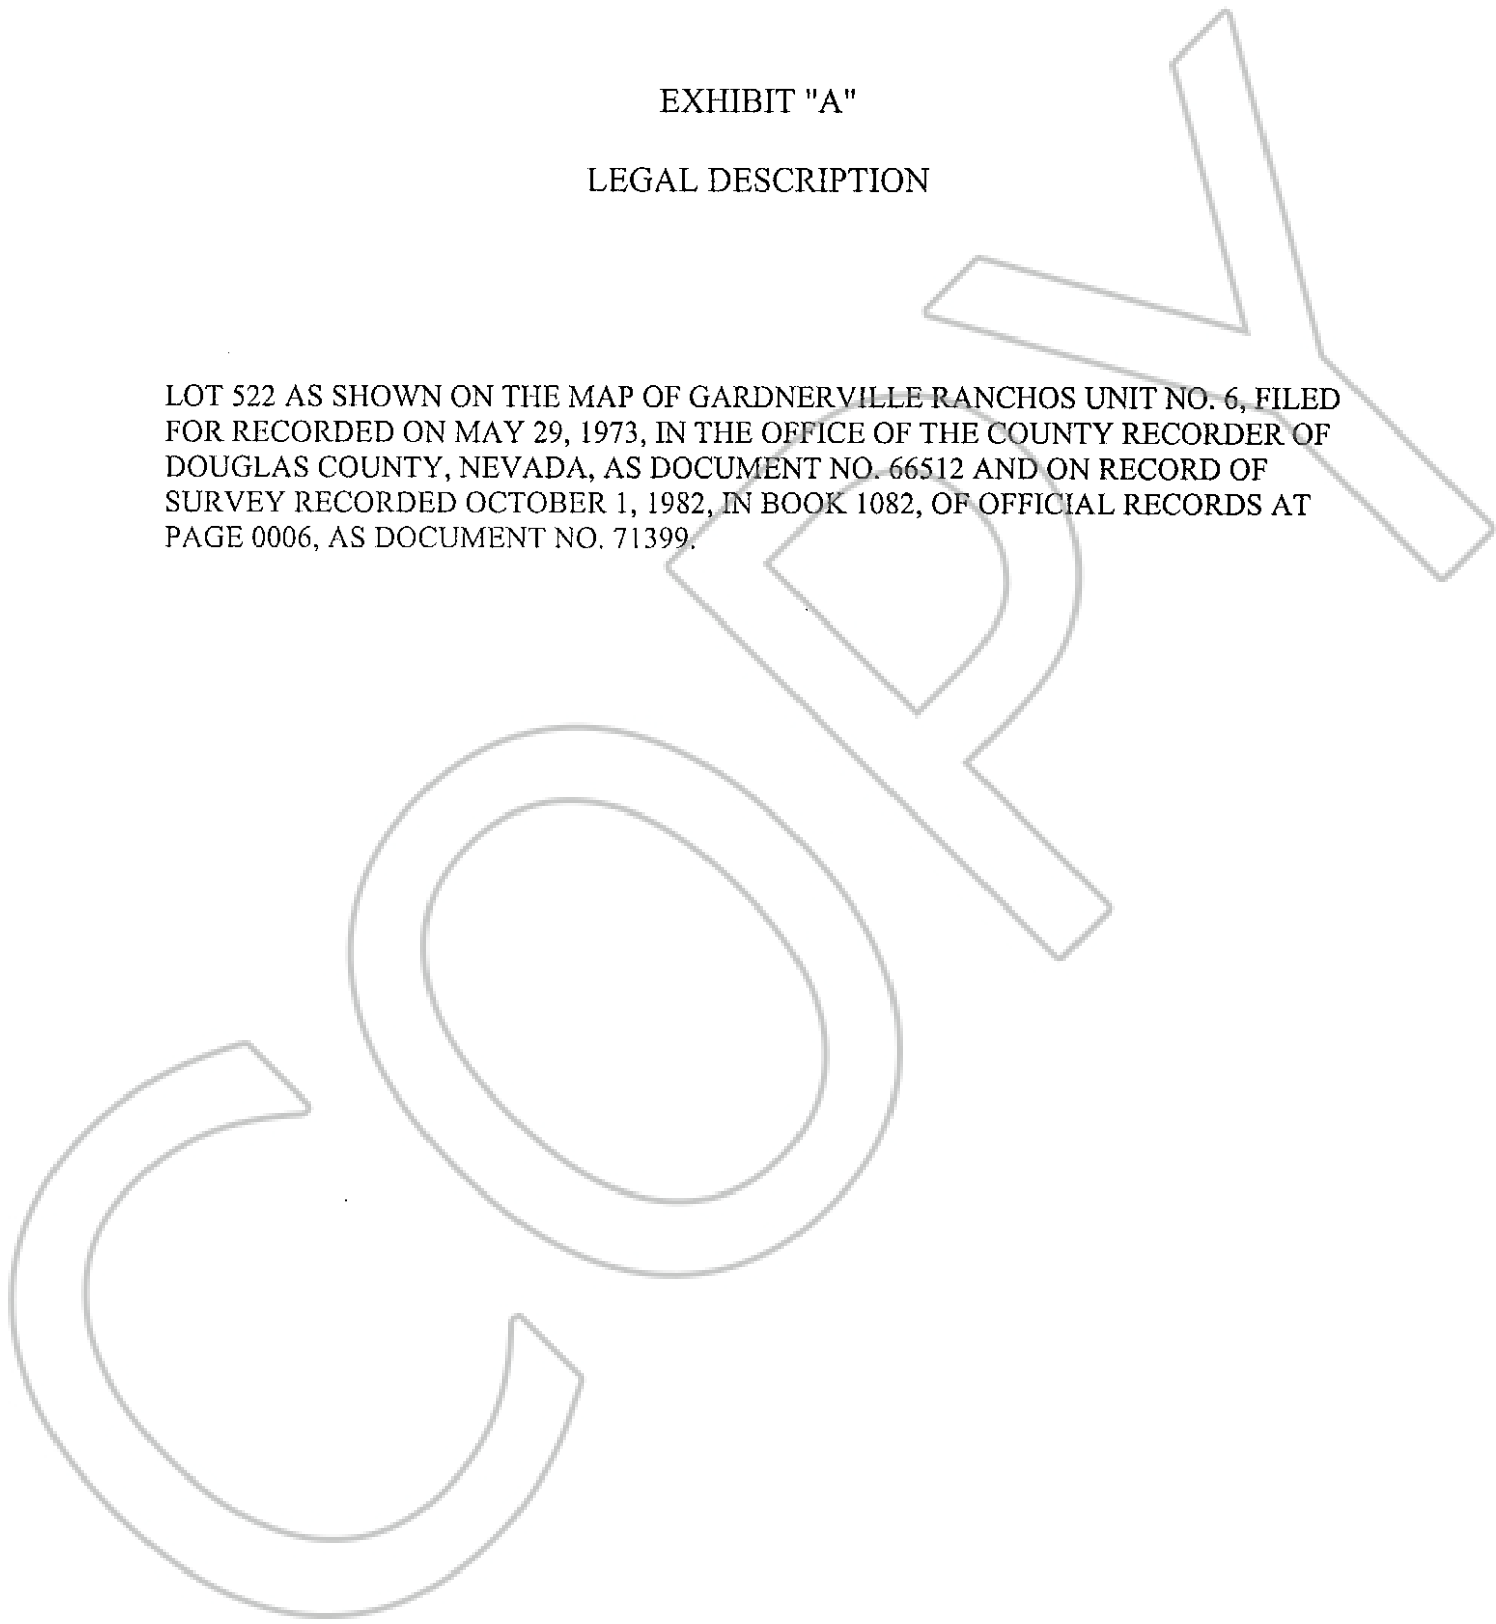 EXHIBIT "A"
LEGAL DESCRIPTION
LOT 522 AS SHOWN ON THE MAP OF GARDNERVILLE RANCHOS UNIT NO. 6, FILED
FOR RECORDED ON MAY 29, 1973, IN THE OFFICE OF THE COUNTY RECORDER OF
DOUGLAS COUNTY, NEVADA, AS DOCUMENT NO. 66512 AND ON RECORD OF
SURVEY RECORDED OCTOBER 1, 1982, IN BOOK 1082, OF OFFICIAL RECORDS AT
PAGE 0006, AS DOCUMENT NO. 71399.
COPY